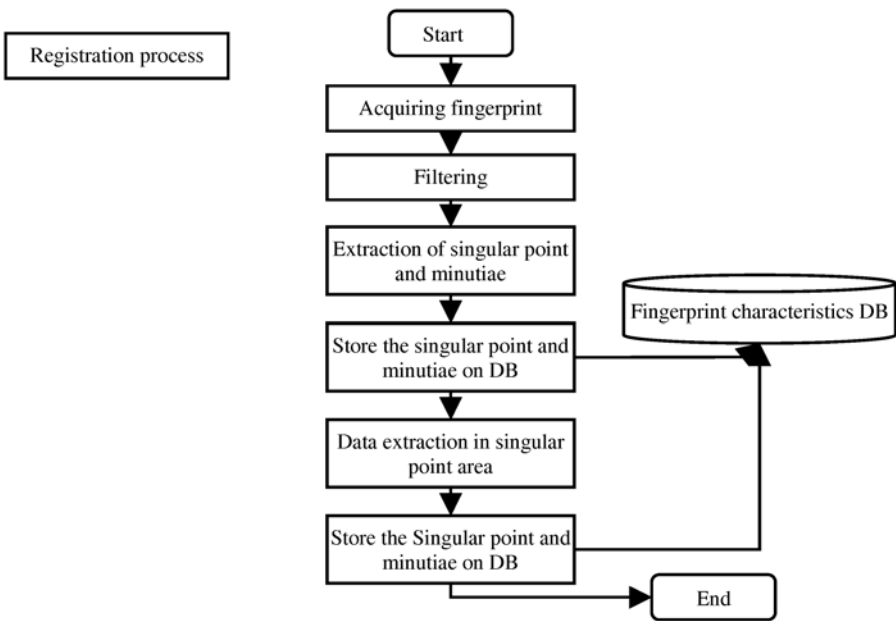 Start
Registration process
Acquiring fingerprint
Filtering
Extraction of singular point
and minutiae
Fingerprint characteristics DB
Store the singular point and
minutiae on DB
Data extraction in singular
point area
Store the Singular point and
minutiae on DB
End